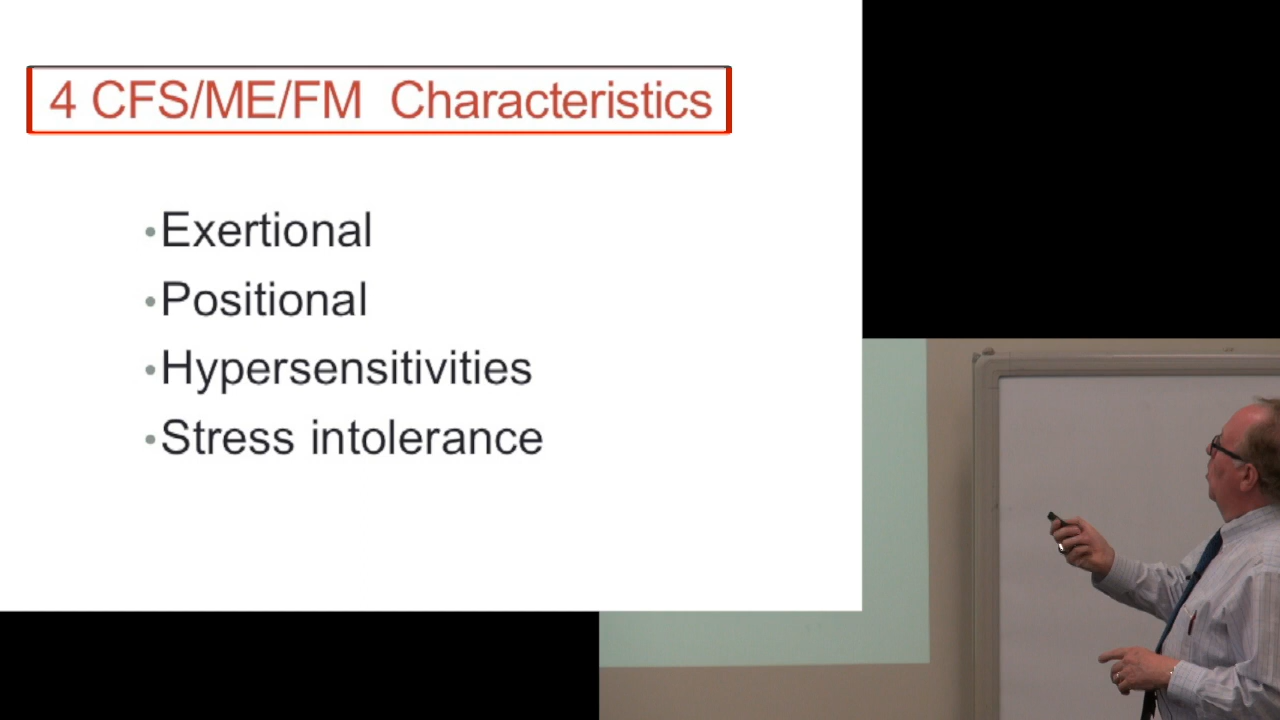 4 CFS/ME/FM Characteristics
•Exertional
•Positional
•Hypersensitivities
•Stress intolerance